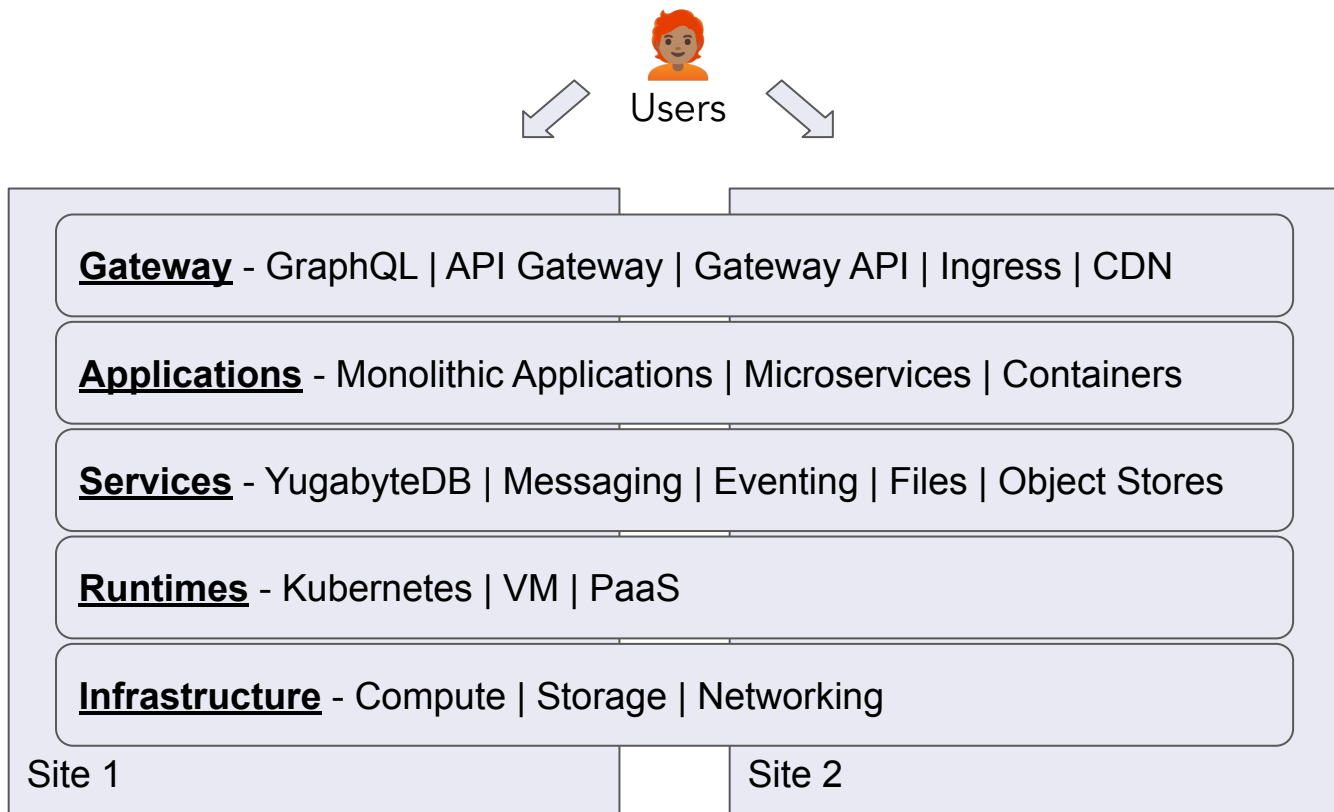 Users
Gateway - GraphQL | API Gateway | Gateway API | Ingress | CDN
Applications - Monolithic Applications | Microservices | Containers
Services - YugabyteDB | Messaging | Eventing | Files | Object Stores
Runtimes - Kubernetes | VM | PaaS
Infrastructure - Compute | Storage | Networking
Site 1
Site 2